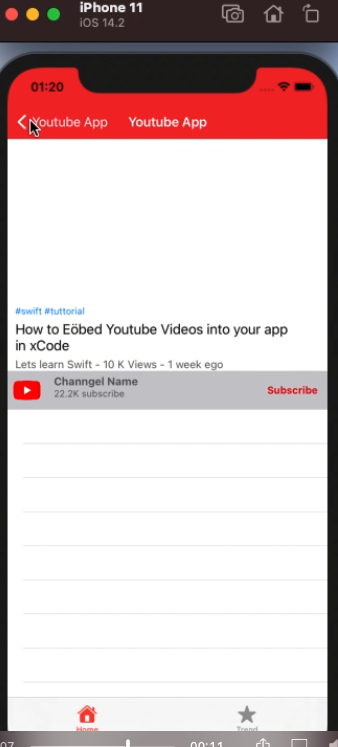 iPhone 11
iOS 14.2
01:20
Youtube App
Youtube App
#swift #tuttorial
How to Eöbed Youtube Videos into your app
in xCode
Lets learn Swift - 10 K Views - 1 week ego
Channgel Name
22.2K subscribe
Subscribe
Home
Trend
07
00:11